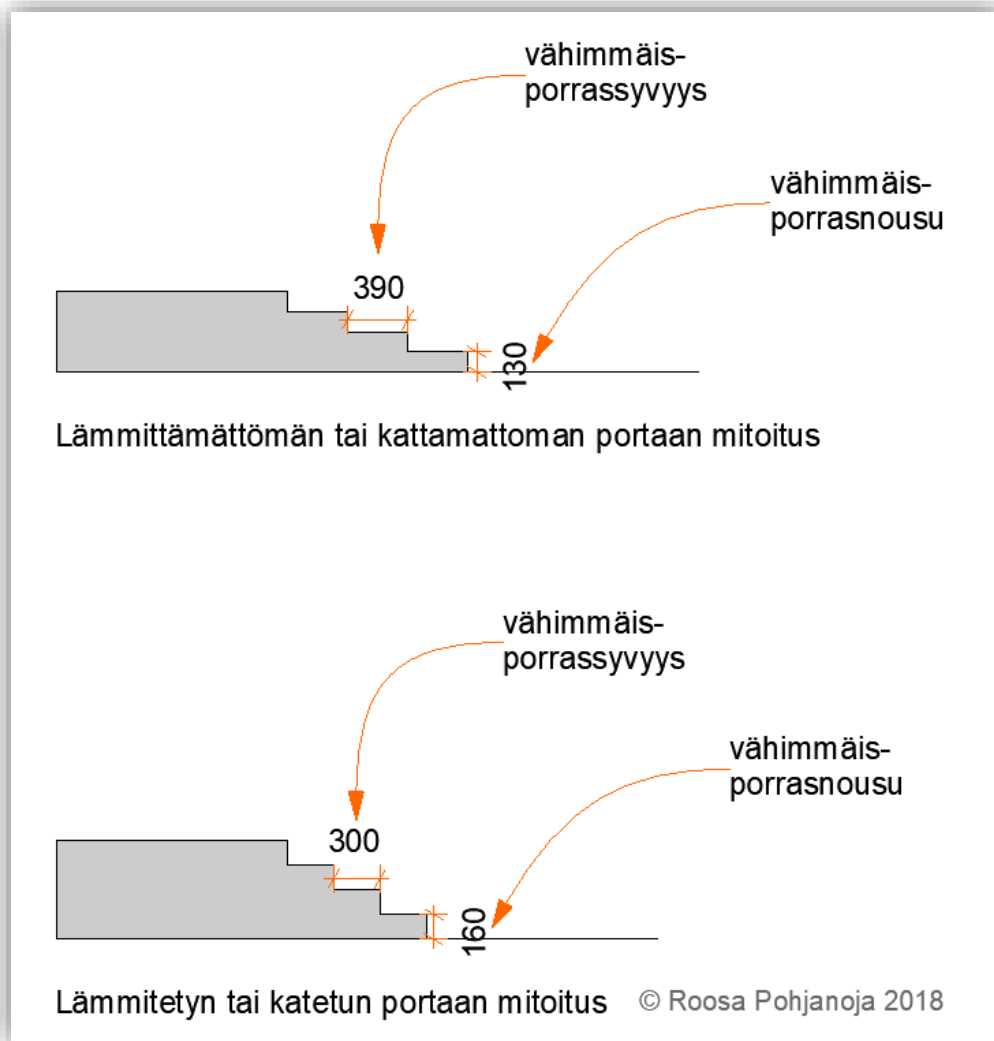 vähimmäis-
porrassyvyys
vähimmäis-
porrasnousu
390
130
Lämmittämättömän tai kattamattoman portaan mitoitus
vähimmäis-
porrassyvyys
vähimmäis-
porrasnousu
300
160
Lämmitetyn tai katetun portaan mitoitus © Roosa Pohjanoja 2018